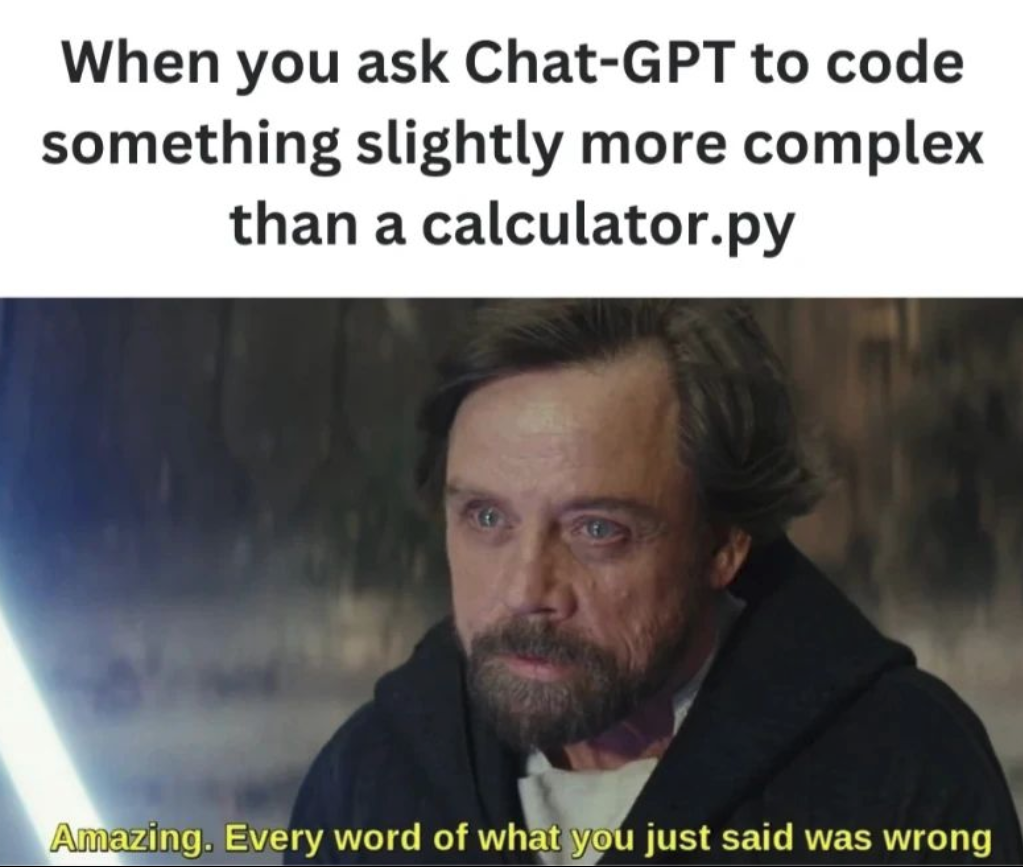 When you ask Chat-GPT to code
something slightly more complex
than a calculator.py
Amazing. Every word of what you just said was wrong